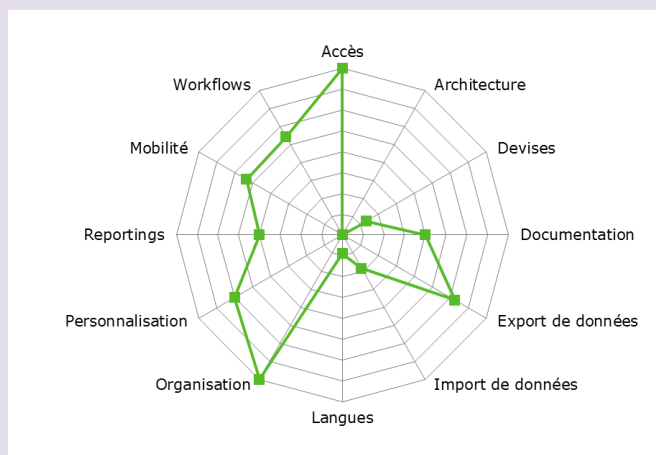 Accès
Workflows
Architecture
Mobilité
Devises
Reportings
Documentation
Personnalisation
Export de données
Organisation
Import de données
Langues